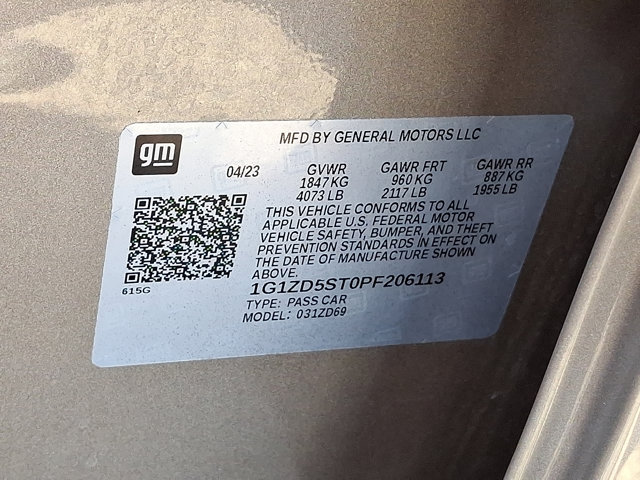 gm
MFD BY GENERAL MOTORS LLC
04/23 GVWR GAWR FRT GAWR RR
1847 KG 960 KG 887 KG
4073 LB 2117 LB 1955 LB
THIS VEHICLE CONFORMS TO ALL
APPLICABLE U.S. FEDERAL MOTOR
VEHICLE SAFETY, BUMPER, AND THEFT
PREVENTION STANDARDS IN EFFECT ON
THE DATE OF MANUFACTURE SHOWN
ABOVE.
615G
1G1ZD5ST0PF206113
TYPE: PASS CAR
MODEL: 031ZD69